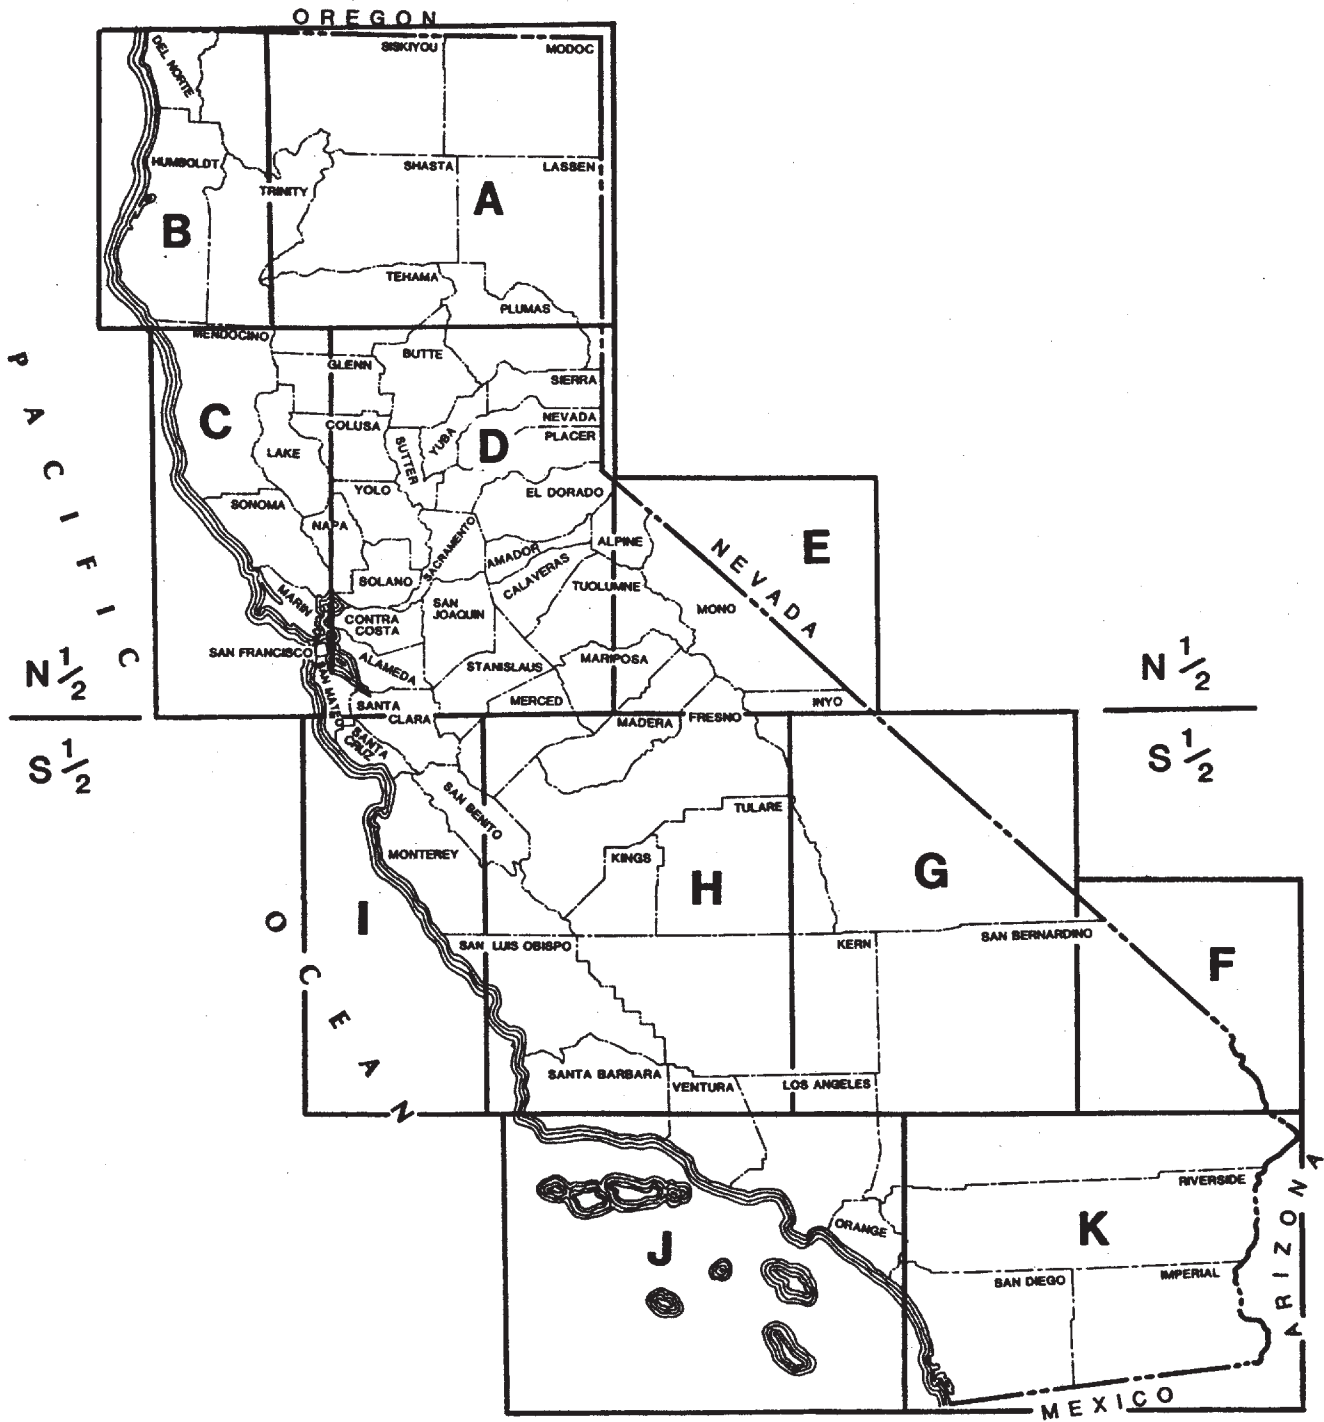 OREGON
DEL NORTE
SISKIYOU
MODOC
HUMBOLDT
TRINITY
SHASTA
LASSEN
A
B
TEHAMA
PLUMAS
MENDOCINO
GLENN
BUTTE
SIERRA
C
COLUSA
SUTTER
YUBA
D
NEVADA
PLACER
LAKE
YOLO
EL DORADO
SONOMA
NAPA
SACRAMENTO
AMADOR
ALPINE
NEVADA
E
CALAVERAS
SOLANO
TUOLUMNE
MARIN
SAN
JOAQUIN
MONO
CONTRA
COSTA
SAN FRANCISCO
ALAMEDA
STANISLAUS
MARIPOSA
SAN MATEO
SANTA
CLARA
MERCED
INYO
MADERA
FRESNO
PACIFIC
N 1/2
S 1/2
N 1/2
S 1/2
SANTA
CRUZ
SAN BENITO
TULARE
MONTEREY
KINGS
H
G
I
SAN LUIS OBISPO
KERN
SAN BERNARDINO
F
OCEAN
SANTA BARBARA
VENTURA
LOS ANGELES
RIVERSIDE
ORANGE
J
K
SAN DIEGO
IMPERIAL
ARIZONA
MEXICO